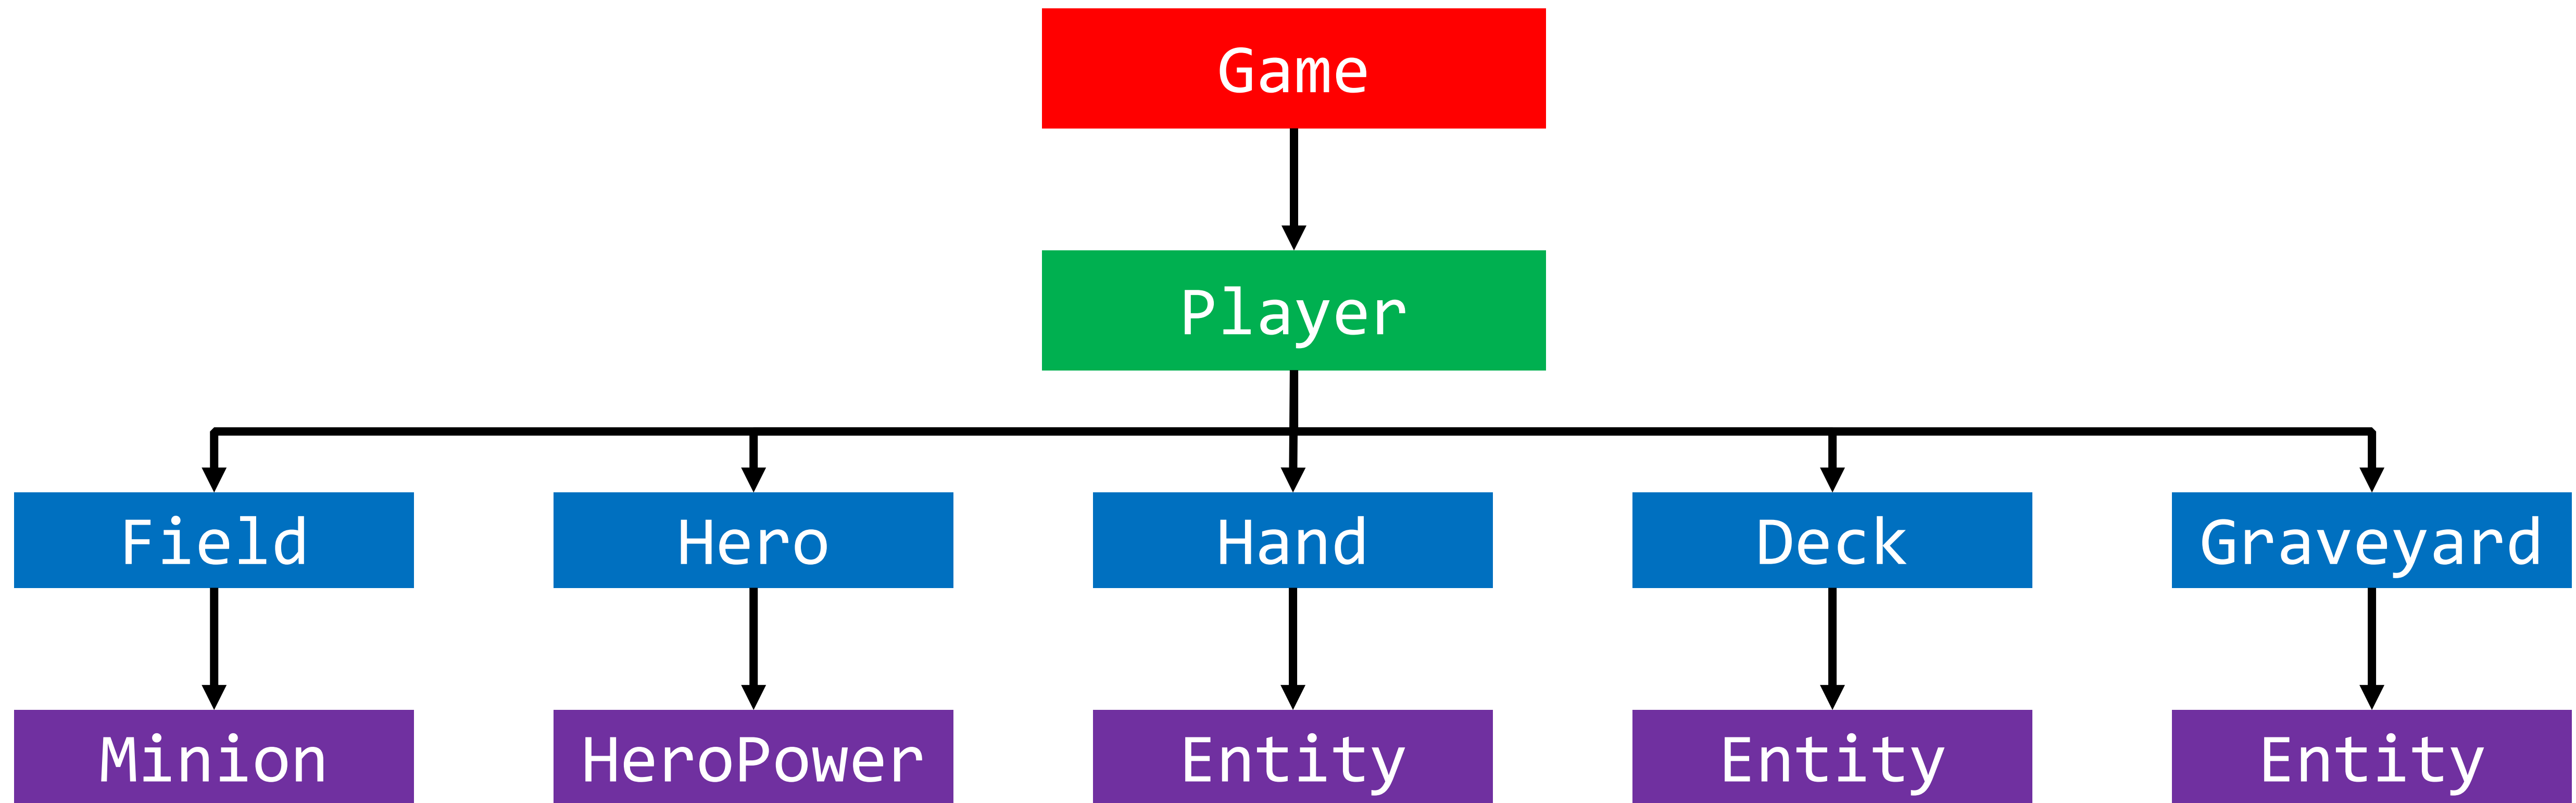 Game
Player
Field
Hero
Hand
Deck
Graveyard
Minion
HeroPower
Entity
Entity
Entity